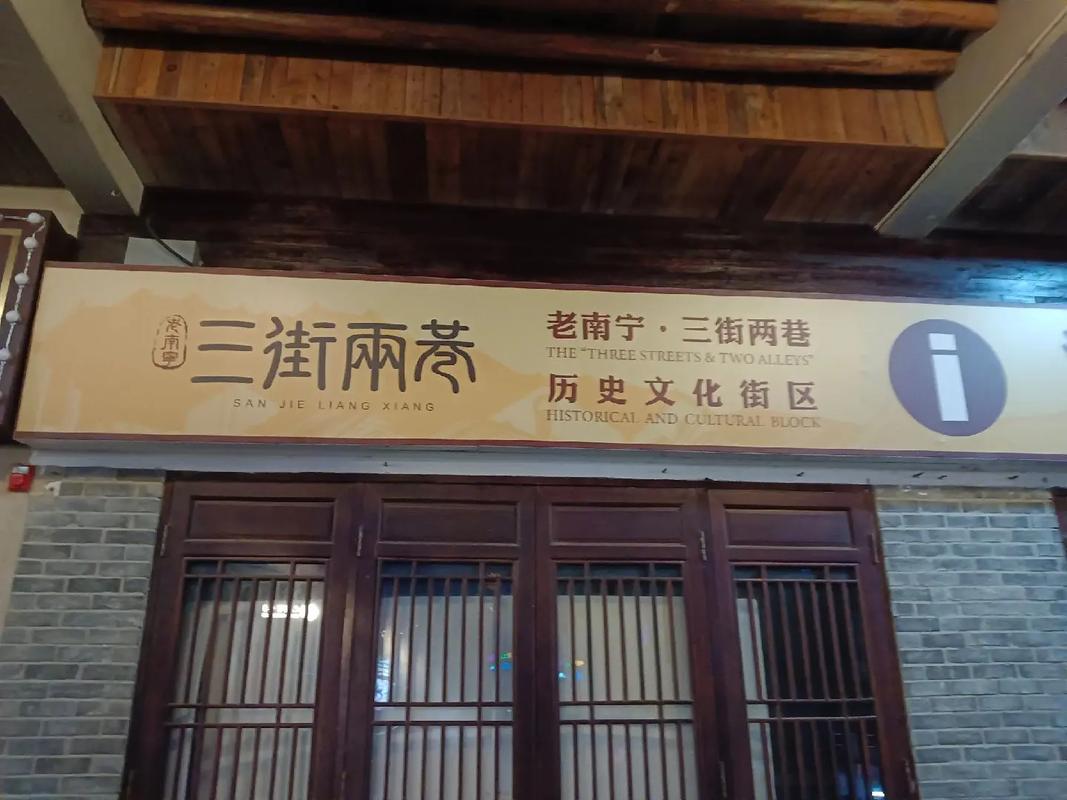 老南宁
三街兩巷
SAN JIE LIANG XIANG
老南宁·三街两巷
THE "THREE STREETS & TWO ALLEYS"
历史文化街区
HISTORICAL AND CULTURAL BLOCK
i